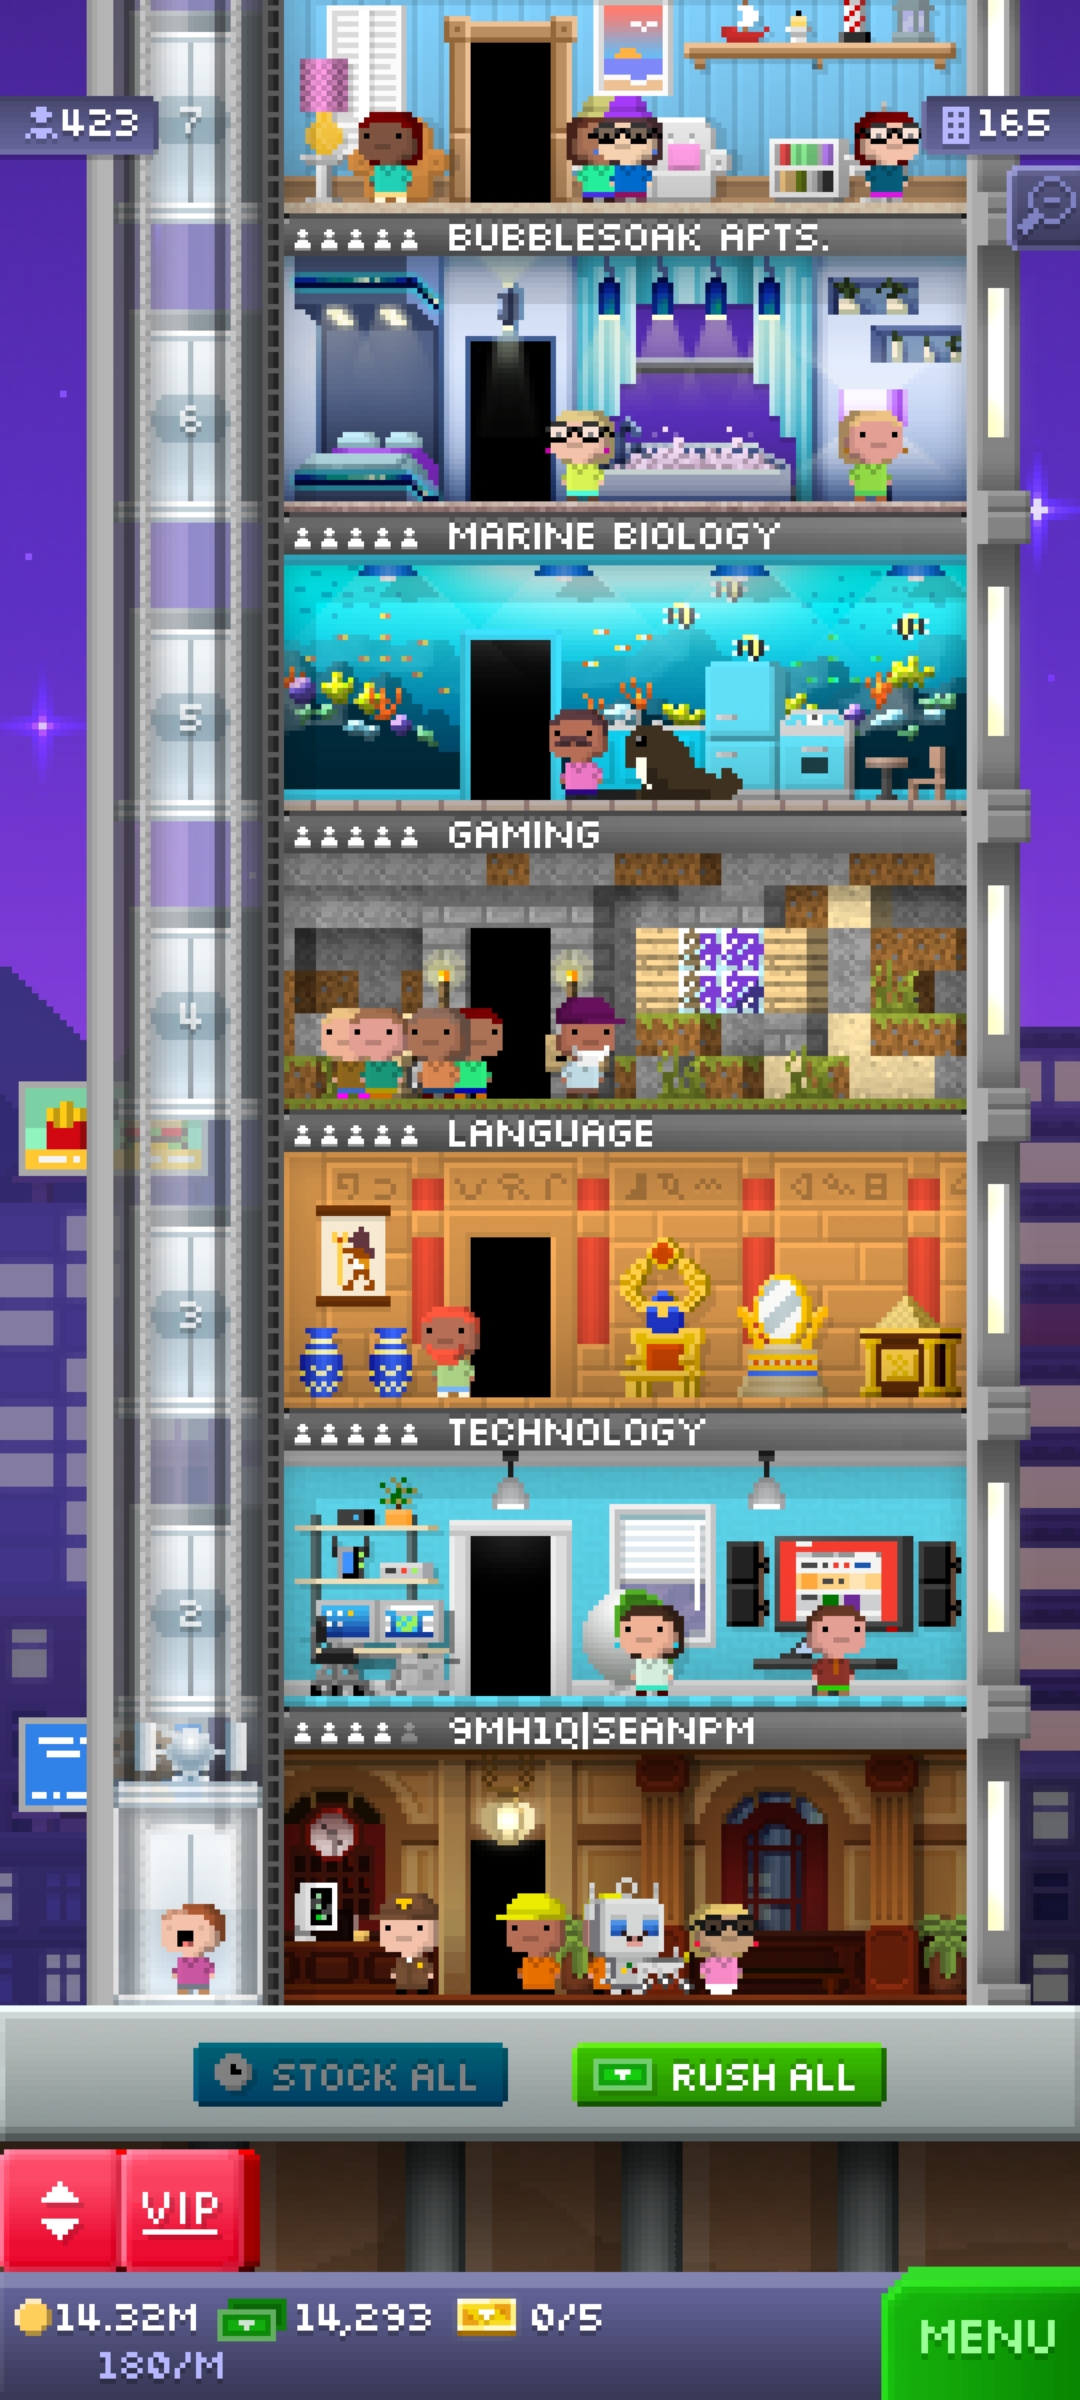 423
7
165
BUBBLESOAK APTS.
6
MARINE BIOLOGY
5
GAMING
4
LANGUAGE
3
TECHNOLOGY
2
9MH1Q|SEANPM
STOCK ALL
RUSH ALL
VIP
14.32M 14,293 0/5
180/M
MENU